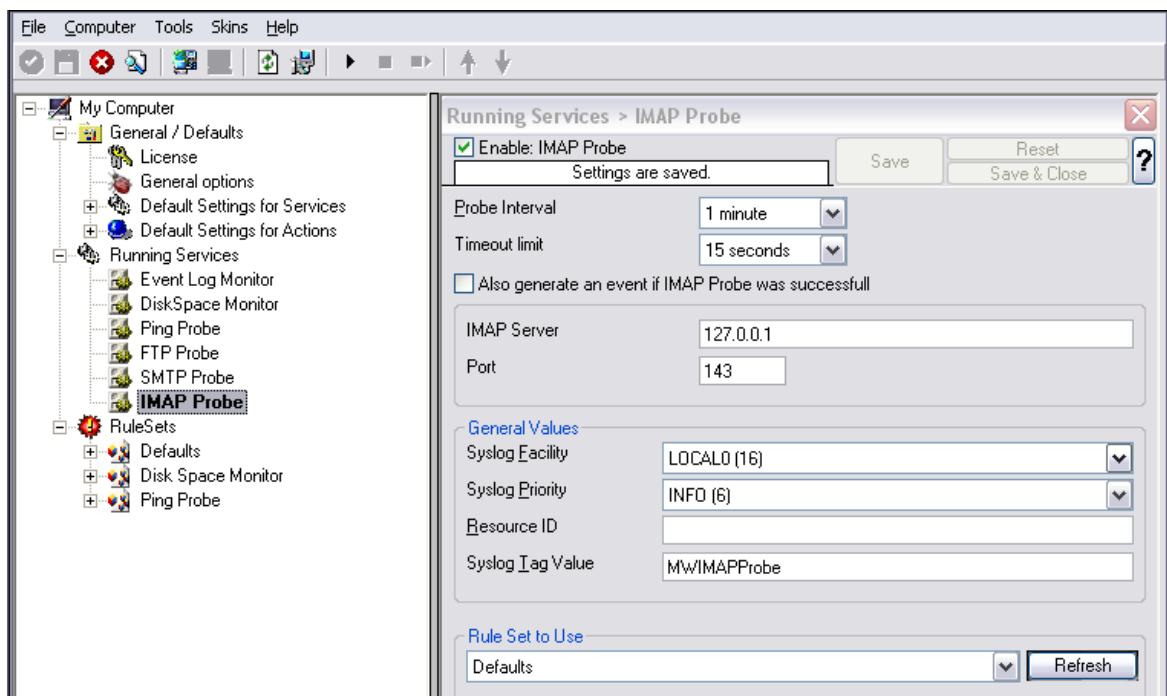 File Computer Tools Skins Help
My Computer
General / Defaults
License
General options
Default Settings for Services
Default Settings for Actions
Running Services
Event Log Monitor
DiskSpace Monitor
Ping Probe
FTP Probe
SMTP Probe
IMAP Probe
RuleSets
Defaults
Disk Space Monitor
Ping Probe
Running Services > IMAP Probe
Enable: IMAP Probe
Settings are saved.
Save
Reset
Save & Close
?
Probe Interval 1 minute
Timeout limit 15 seconds
Also generate an event if IMAP Probe was successfull
IMAP Server 127.0.0.1
Port 143
General Values
Syslog Facility LOCAL0 (16)
Syslog Priority INFO (6)
Resource ID
Syslog Tag Value MWIMAPProbe
Rule Set to Use
Defaults Refresh